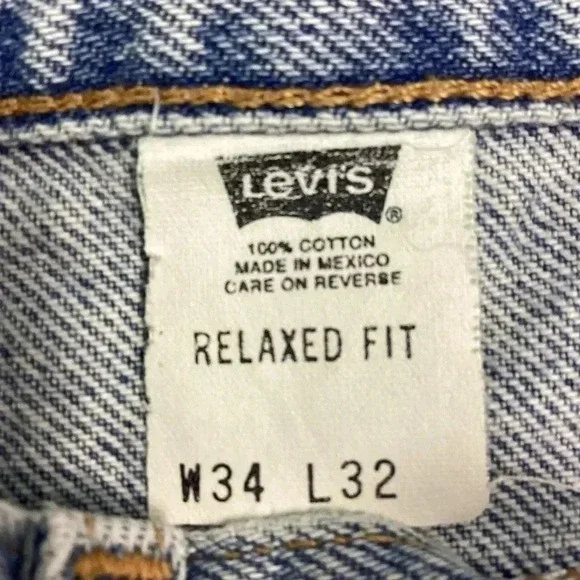 LEVI'S ®
100% COTTON
MADE IN MEXICO
CARE ON REVERSE
RELAXED FIT
W34 L32